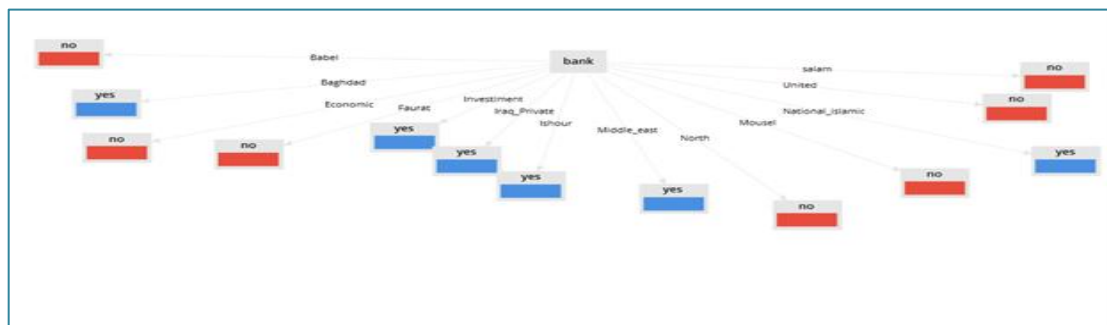 no
bank
Babel
salam
no
Baghdad
United
yes
Economic
Faurat
Investiment
Iraq_Private
Ishour
National_islamic
no
Middle_east
North
Mousel
no
no
yes
yes
yes
yes
no
no
yes